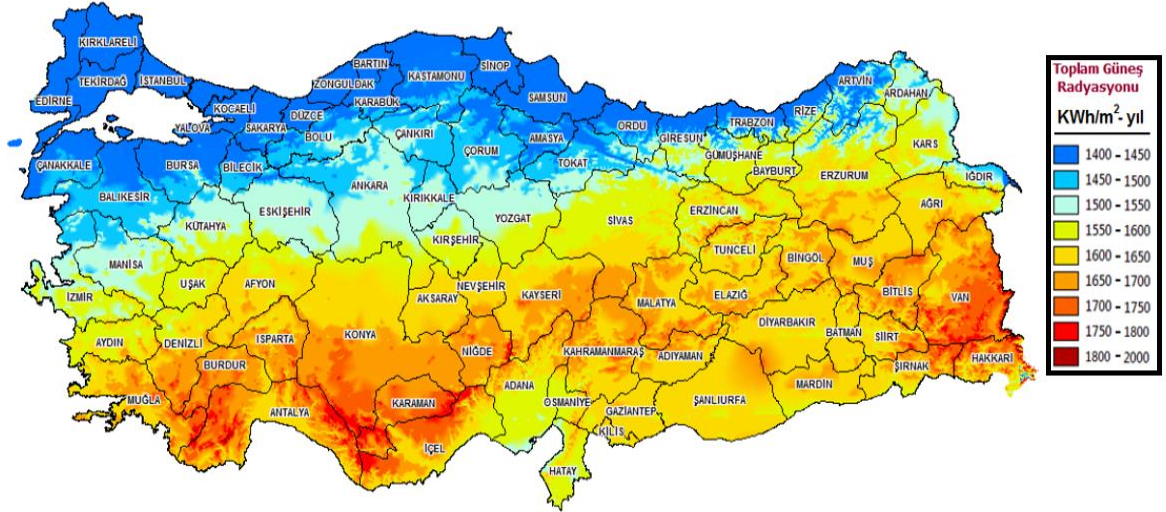 KIRKLARELİ
TEKİRDAĞ
İSTANBUL
EDİRNE
KOCAELİ
YALOVA
SAKARYA
DÜZCE
ZONGULDAK
BARTIN
KARABÜK
KASTAMONU
SİNOP
BOLU
ÇANKIRI
SAMSUN
ÇORUM
AMASYA
TOKAT
ORDU
GİRESUN
TRABZON
RİZE
ARTVİN
ARDAHAN
GÜMÜŞHANE
BAYBURT
KARS
ERZURUM
IĞDIR
ÇANAKKALE
BURSA
BİLECİK
BALIKESİR
ESKİŞEHİR
ANKARA
KIRIKKALE
YOZGAT
SİVAS
ERZİNCAN
AĞRI
KÜTAHYA
KIRŞEHİR
TUNCELİ
BİNGÖL
MUŞ
MANİSA
UŞAK
AFYON
NEVŞEHİR
AKSARAY
KAYSERİ
MALATYA
ELAZIĞ
BİTLİS
VAN
İZMİR
AYDIN
DENİZLİ
ISPARTA
KONYA
NİĞDE
KAHRAMANMARAŞ
ADIYAMAN
DİYARBAKIR
BATMAN
SİİRT
ŞIRNAK
HAKKARİ
BURDUR
MUĞLA
ANTALYA
KARAMAN
İÇEL
ADANA
OSMANİYE
GAZİANTEP
KİLİS
ŞANLIURFA
MARDİN
HATAY
Toplam Güneş
Radyasyonu
KWh/m²- yıl
1400 - 1450
1450 - 1500
1500 - 1550
1550 - 1600
1600 - 1650
1650 - 1700
1700 - 1750
1750 - 1800
1800 - 2000